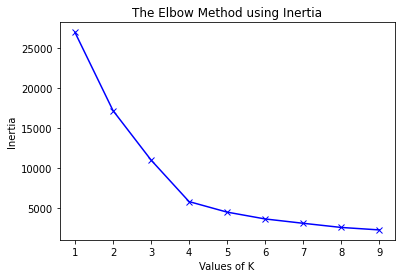 The Elbow Method using Inertia
25000
20000
15000
10000
5000
Inertia
1 2 3 4 5 6 7 8 9
Values of K